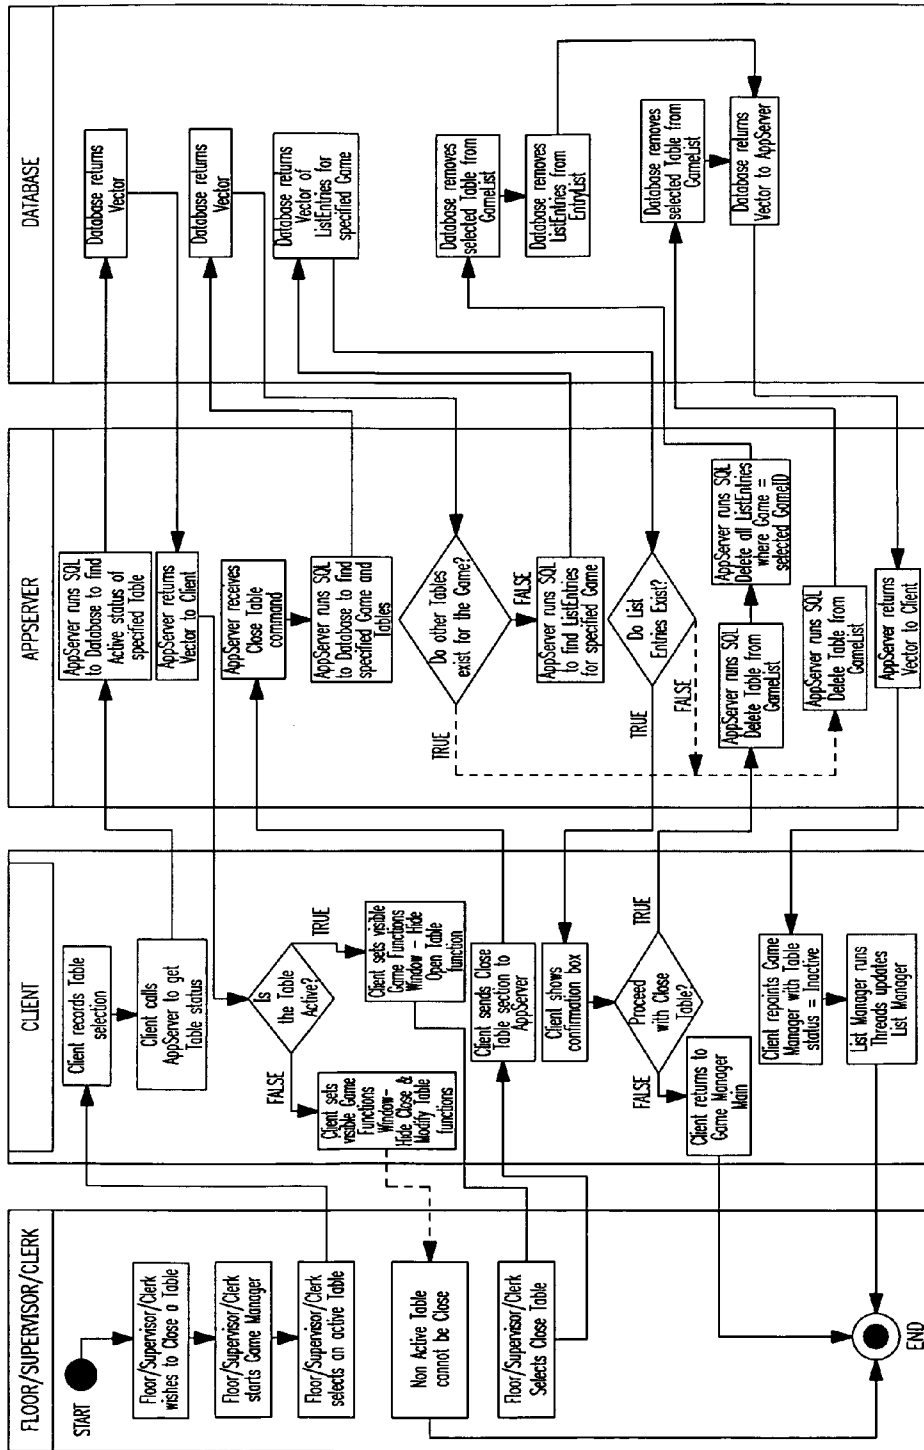 FLOOR/SUPERVISOR/CLERK
START
Floor/Supervisor/Clerk
wishes to Close a Table
Floor/Supervisor/Clerk
starts Game Manager
Floor/Supervisor/Clerk
selects an active Table
Non Active Table
cannot be Close
Floor/Supervisor/Clerk
Selects Close Table
END
CLIENT
Client records Table
selection
Client calls
AppServer to get
Table status
Is
the Table
Active?
TRUE
FALSE
Client sets
visible Game
Functions
Window-
Hide Close &
Modify Table
functions
Client sets visible
Game Functions
Window - Hide
Open Table
function
Client sends Close
Table section to
AppServer
Client shows
confirmation box
Proceed
with Close
Table?
TRUE
FALSE
Client returns to
Game Manager
Main
Client repaints Game
Manager with Table
status = Inactive
List Manager runs
Threads updates
List Manager
APPSERVER
AppServer runs SQL
to Database to find
Active status of
specified Table
AppServer returns
Vector to Client
AppServer receives
Close Table
command
AppServer runs SQL
to Database to find
specified Game and
Tables
Do other Tables
exist for the Game?
TRUE
FALSE
AppServer runs SQL
to find ListEntries
for specified Game
Do List
Entries Exist?
TRUE
FALSE
AppServer runs SQL
Delete Table from
GameList
AppServer runs SQL
Delete all ListEntries
where Game =
selected GameID
AppServer runs SQL
Delete Table from
GameList
AppServer returns
Vector to Client
DATABASE
Database returns
Vector
Database returns
Vector
Database returns
Vector of
ListEntries for
specified Game
Database removes
selected Table from
GameList
Database removes
ListEntries from
EntryList
Database removes
selected Table from
GameList
Database returns
Vector to AppServer